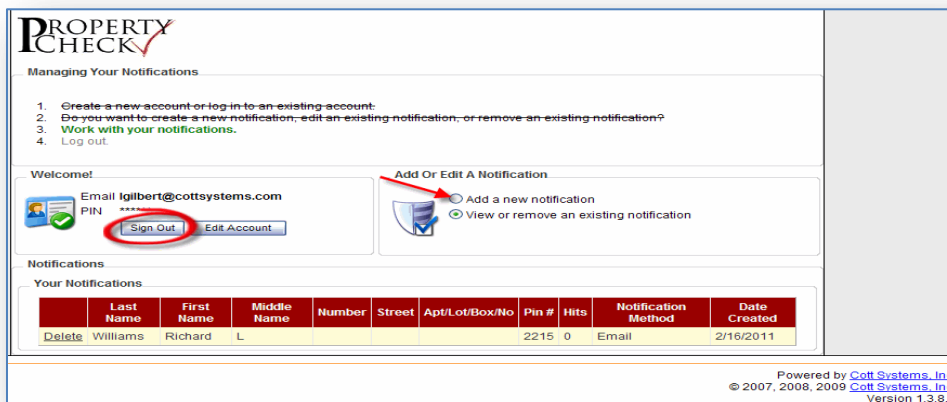 PROPERTY
CHECK
Managing Your Notifications
1. Create a new account or log in to an existing account.
2. Do you want to create a new notification, edit an existing notification, or remove an existing notification?
3. Work with your notifications.
4. Log out.
Welcome!
Email lgilbert@cottsystems.com
PIN ******
Sign Out Edit Account
Add Or Edit A Notification
Add a new notification
View or remove an existing notification
Notifications
Your Notifications
Last Name First Name Middle Name Number Street Apt/Lot/Box/No Pin # Hits Notification Method Date Created
Delete Williams Richard L 2215 0 Email 2/16/2011
Powered by Cott Systems, In
© 2007, 2008, 2009 Cott Systems, In
Version 1.3.8.